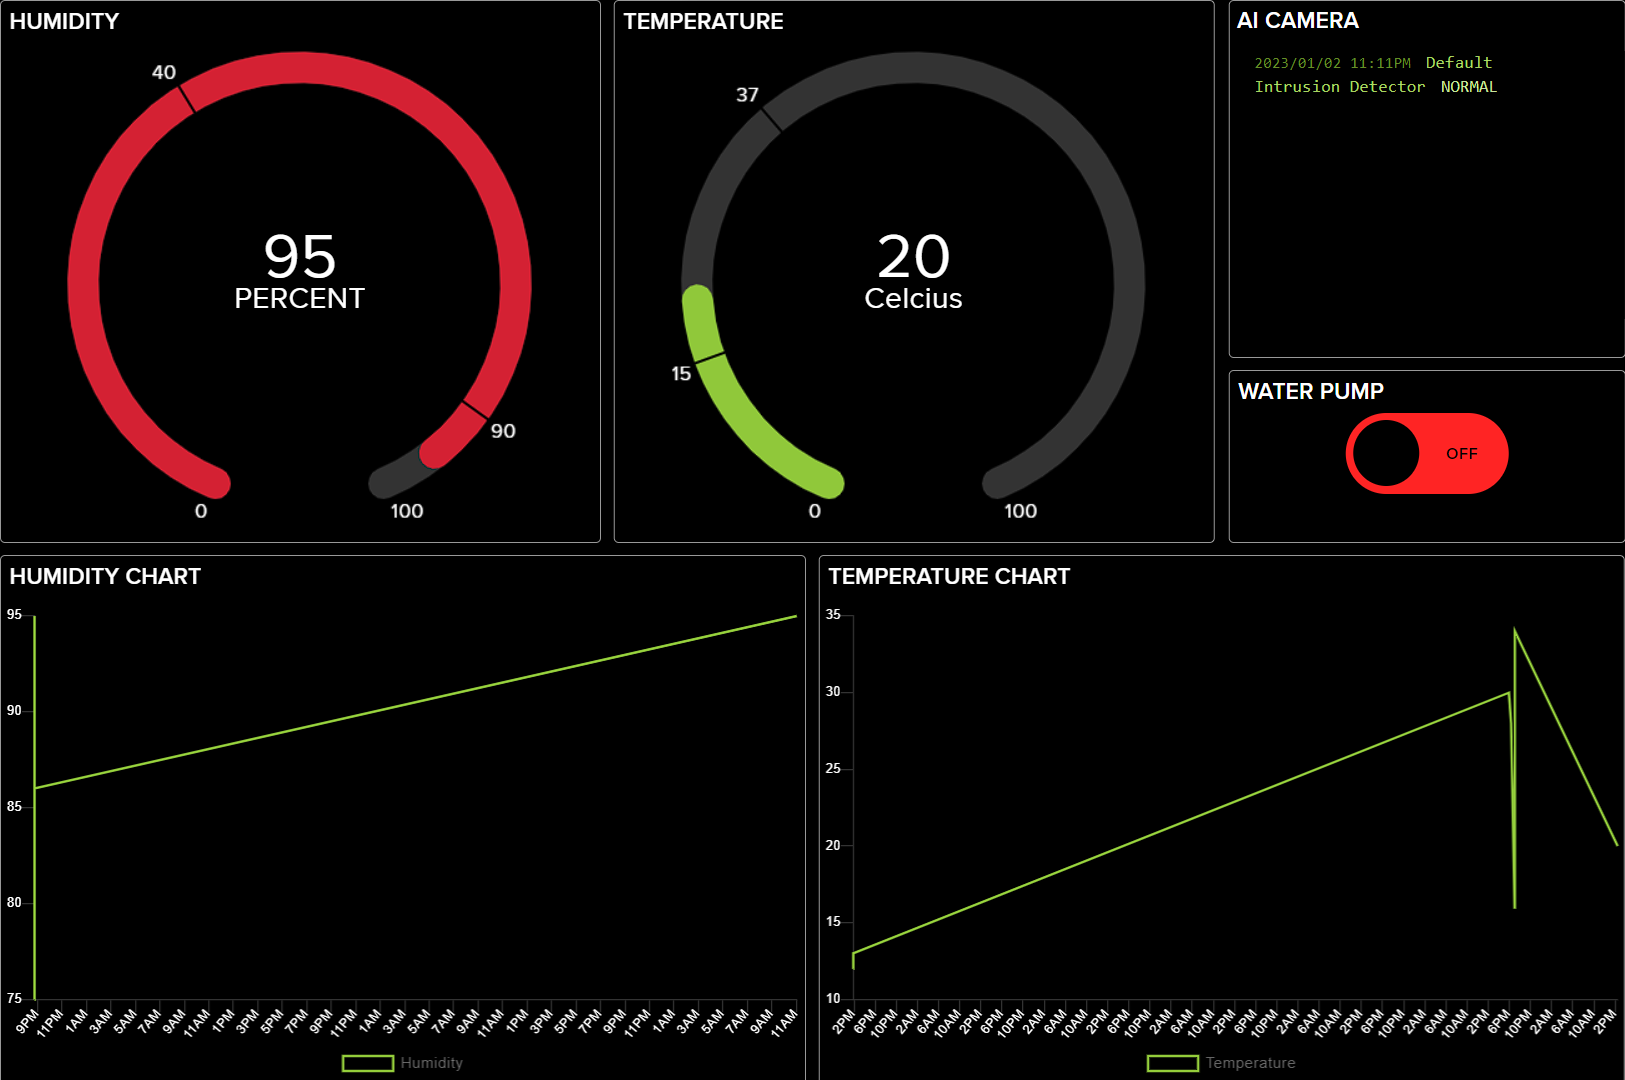 HUMIDITY
40
95
PERCENT
90
0
100
TEMPERATURE
37
20
Celcius
15
0
100
AI CAMERA
2023/01/02 11:11PM Default
Intrusion Detector NORMAL
WATER PUMP
OFF
HUMIDITY CHART
95
90
85
80
75
9PM 11PM 1AM 3AM 5AM 7AM 9AM 11AM 1PM 3PM 5PM 7PM 9PM 11PM 1AM 3AM 5AM 7AM 9AM 11AM 1PM 3PM 5PM 7PM 9PM 11PM 1AM 3AM 5AM 7AM 9AM 11AM
Humidity
TEMPERATURE CHART
35
30
25
20
15
10
2PM 6PM 10PM 2AM 6AM 10AM 2PM 6PM 10PM 2AM 6AM 10AM 2PM 6PM 10PM 2AM 6AM 10AM 2PM 6PM 10PM 2AM 6AM 10AM 2PM 6PM 10PM 2AM 6AM 10AM 2PM 6PM 10PM 2AM 6AM 10AM 2PM
Temperature